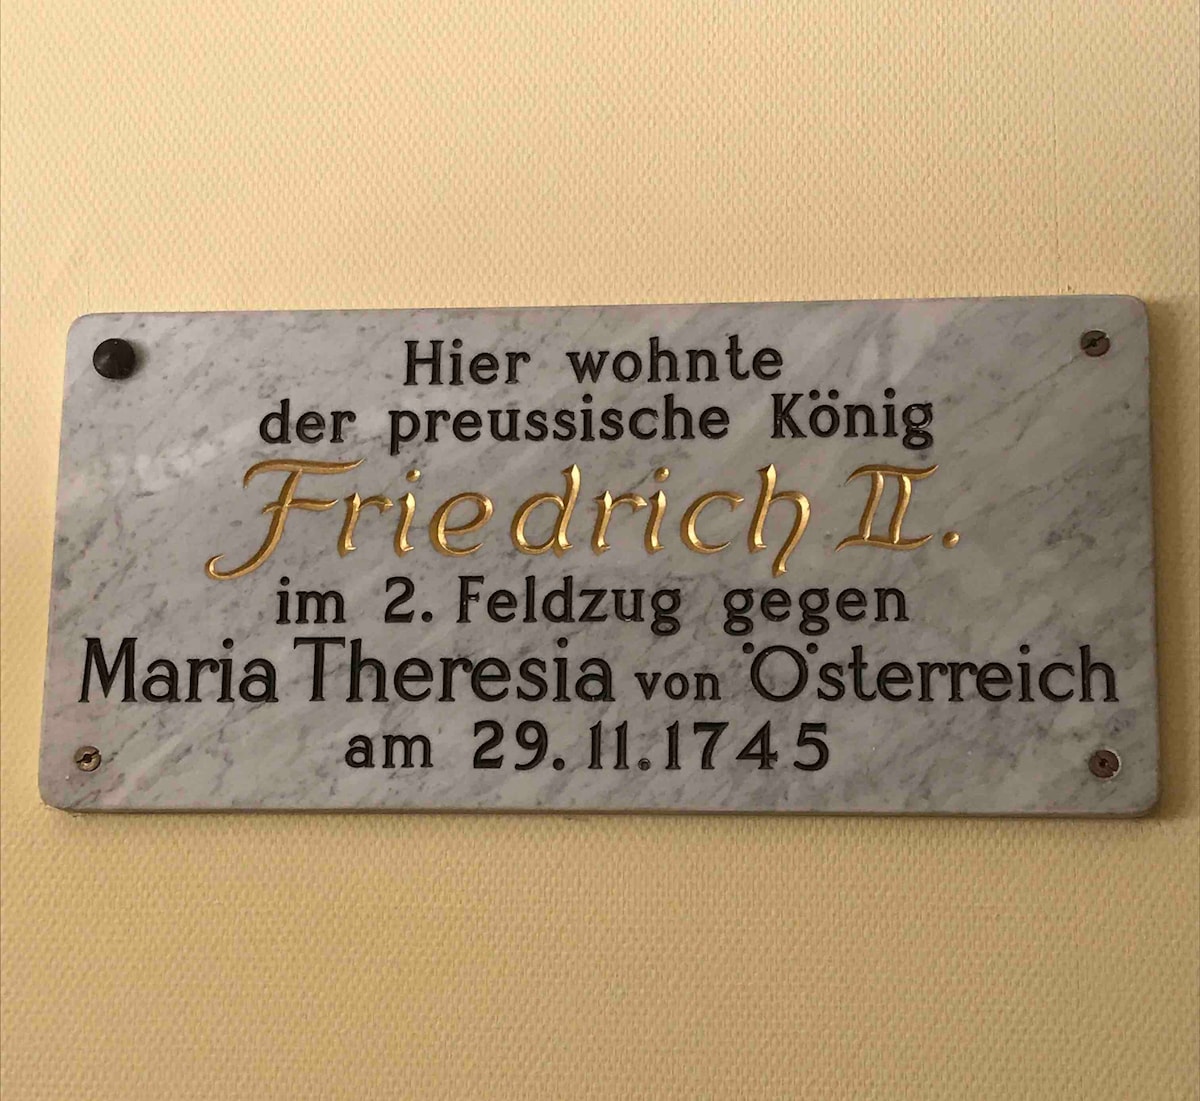 Hier wohnte
der preussische König
Friedrich II.
im 2. Feldzug gegen
Maria Theresia von Österreich
am 29.11.1745